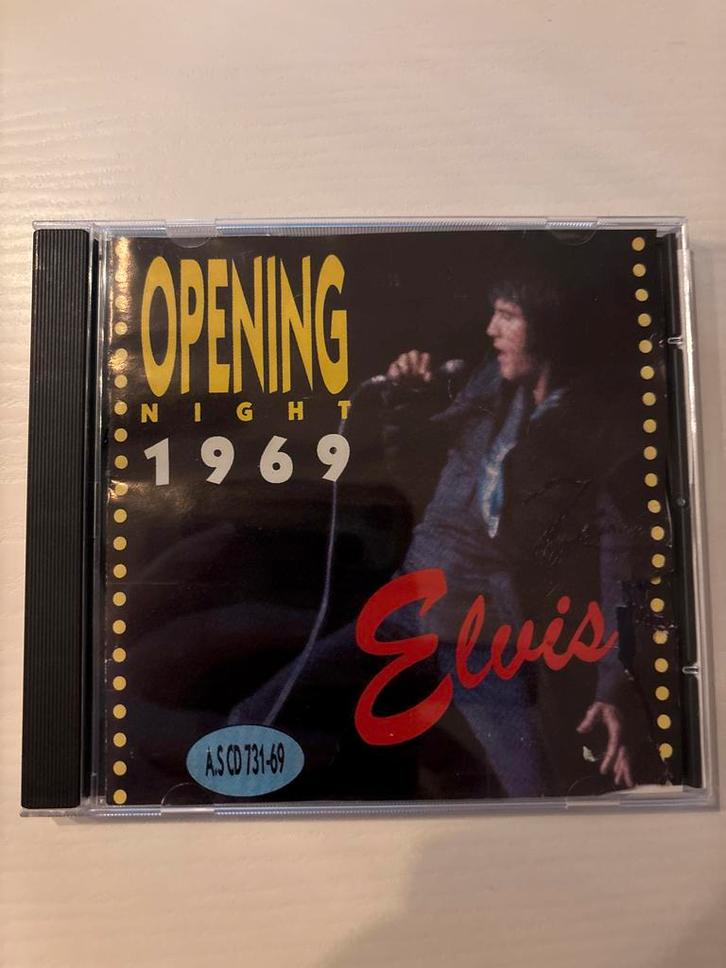 OPENING
NIGHT
1969
Elvis
A.S CD 731-69